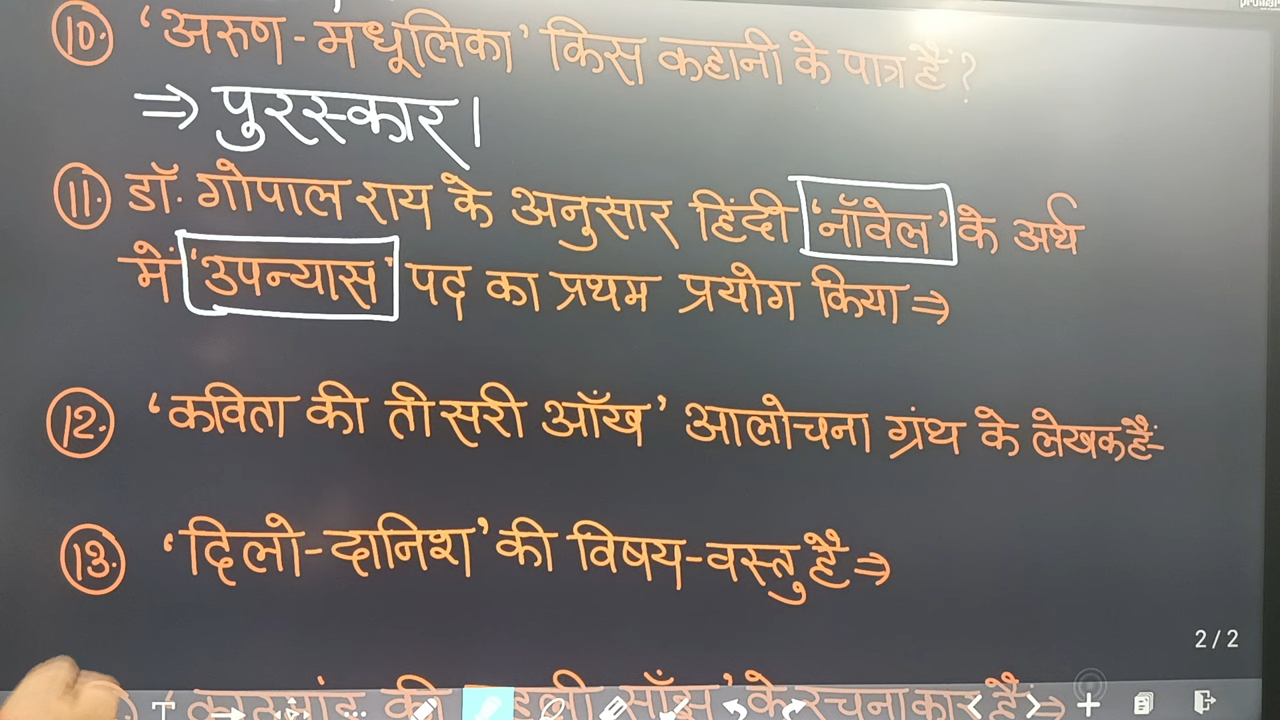 10. 'अरुण-मधूलिका' किस कहानी के पात्र हैं?
⇒ पुरस्कार।
11. डॉ. गोपाल राय के अनुसार हिंदी 'नॉवेल' के अर्थ
में 'उपन्यास' पद का प्रथम प्रयोग किया ⇒
12. 'कविता की तीसरी आँख' आलोचना ग्रंथ के लेखक हैं-
13. 'दिलो-दानिश' की विषय-वस्तु है ⇒
2/2
की साँझ' के रचनाकार हैं ⇒